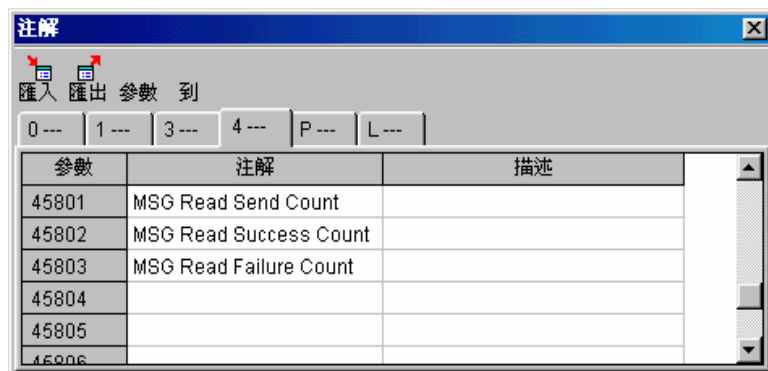 注解
匯入 匯出 參數 到
0 --- 1 --- 3 --- 4 --- P --- L ---
參數 注解 描述
45801 MSG Read Send Count
45802 MSG Read Success Count
45803 MSG Read Failure Count
45804
45805
45806